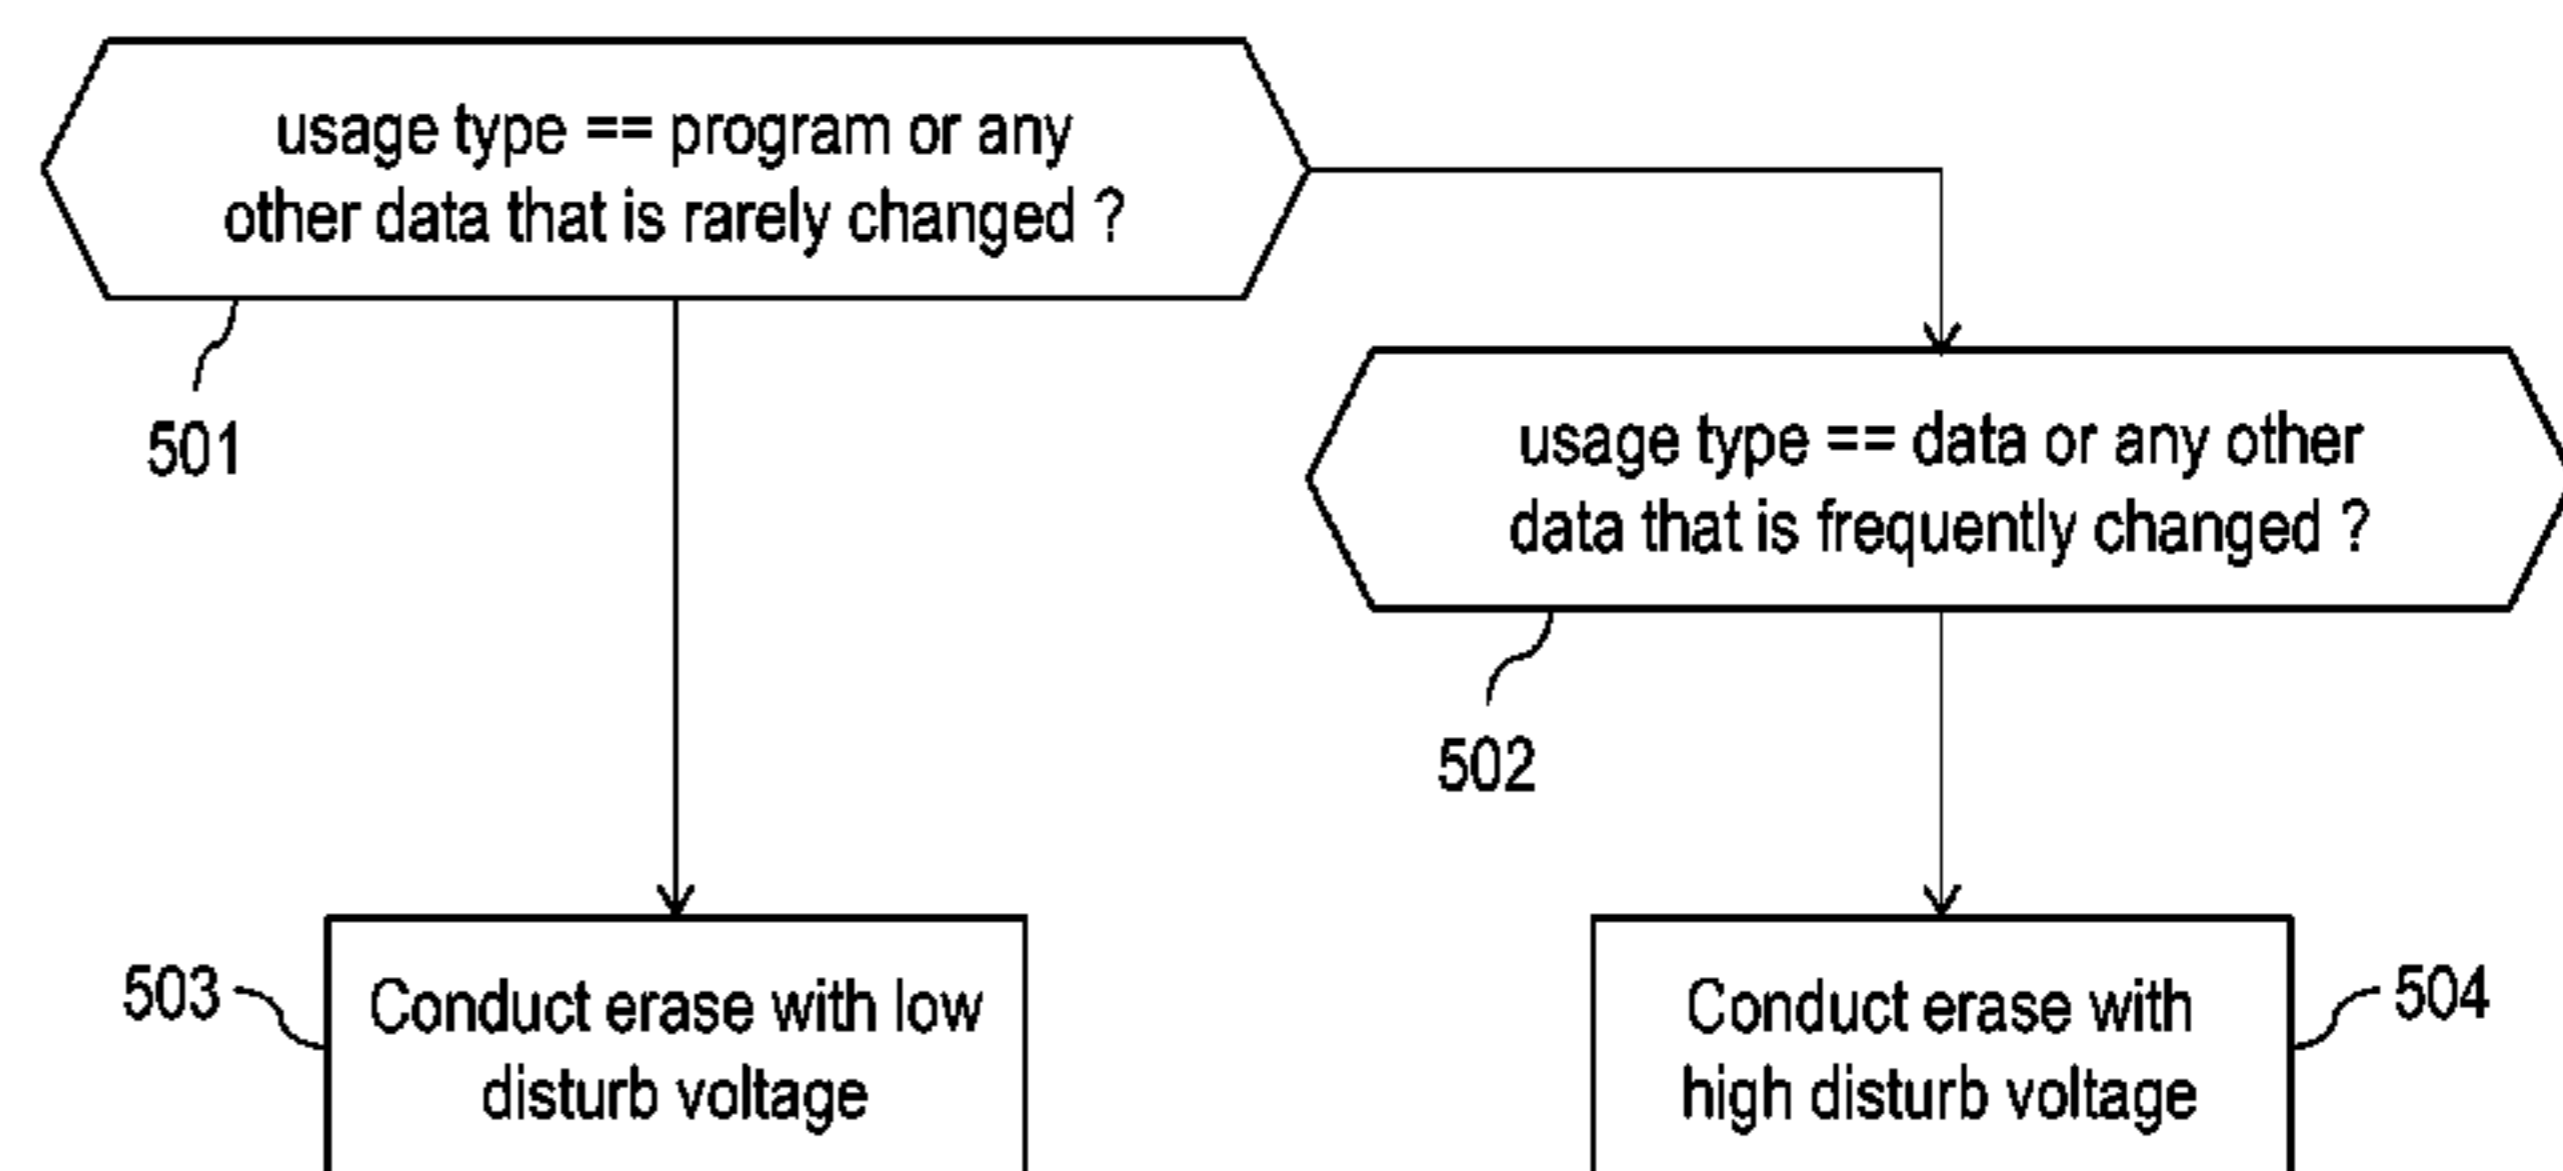 usage type == program or any
other data that is rarely changed ?
501
usage type == data or any other
data that is frequently changed ?
502
503
Conduct erase with low
disturb voltage
Conduct erase with
high disturb voltage
504